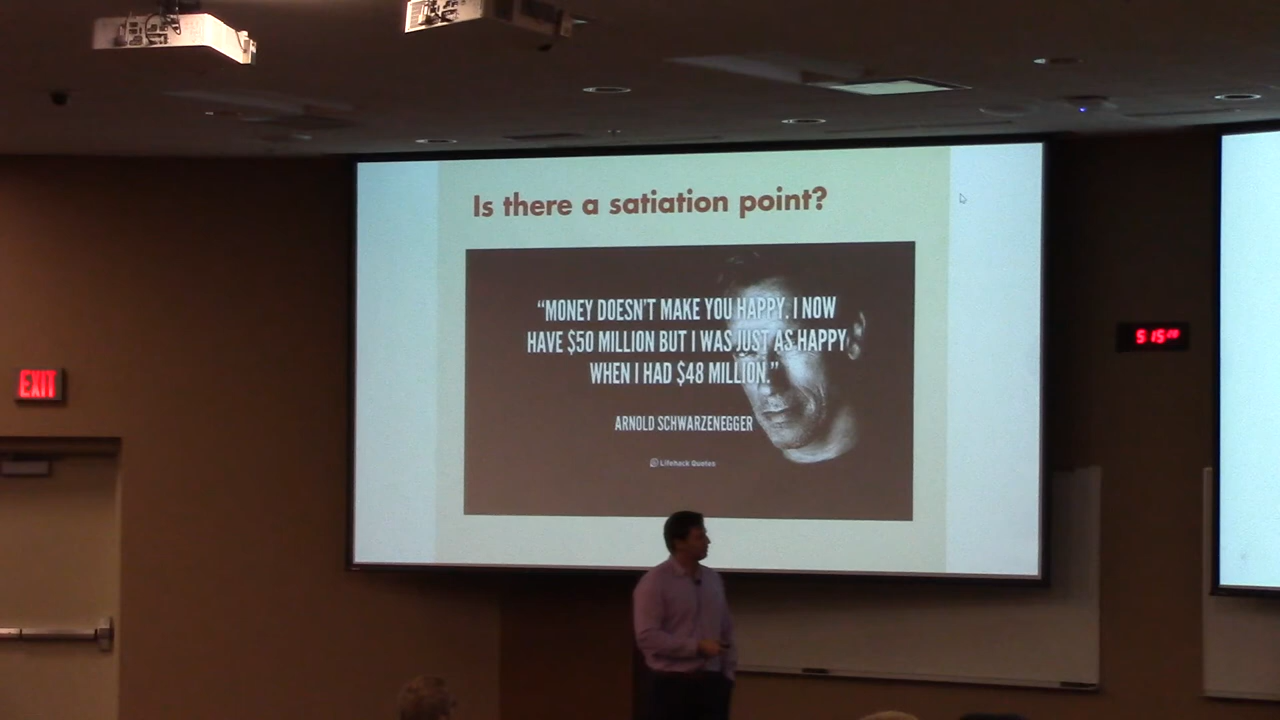 Is there a satiation point?
“MONEY DOESN'T MAKE YOU HAPPY. I NOW
HAVE $50 MILLION BUT I WAS JUST AS HAPPY
WHEN I HAD $48 MILLION.”
ARNOLD SCHWARZENEGGER
Lifehack Quotes
EXIT
5:15